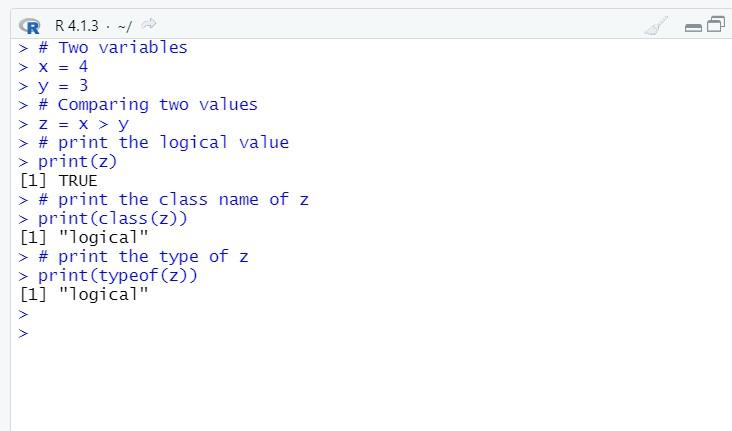 R R 4.1.3 · ~/
> # Two variables
> x = 4
> y = 3
> # Comparing two values
> z = x > y
> # print the logical value
> print(z)
[1] TRUE
> # print the class name of z
> print(class(z))
[1] "logical"
> # print the type of z
> print(typeof(z))
[1] "logical"
>
>